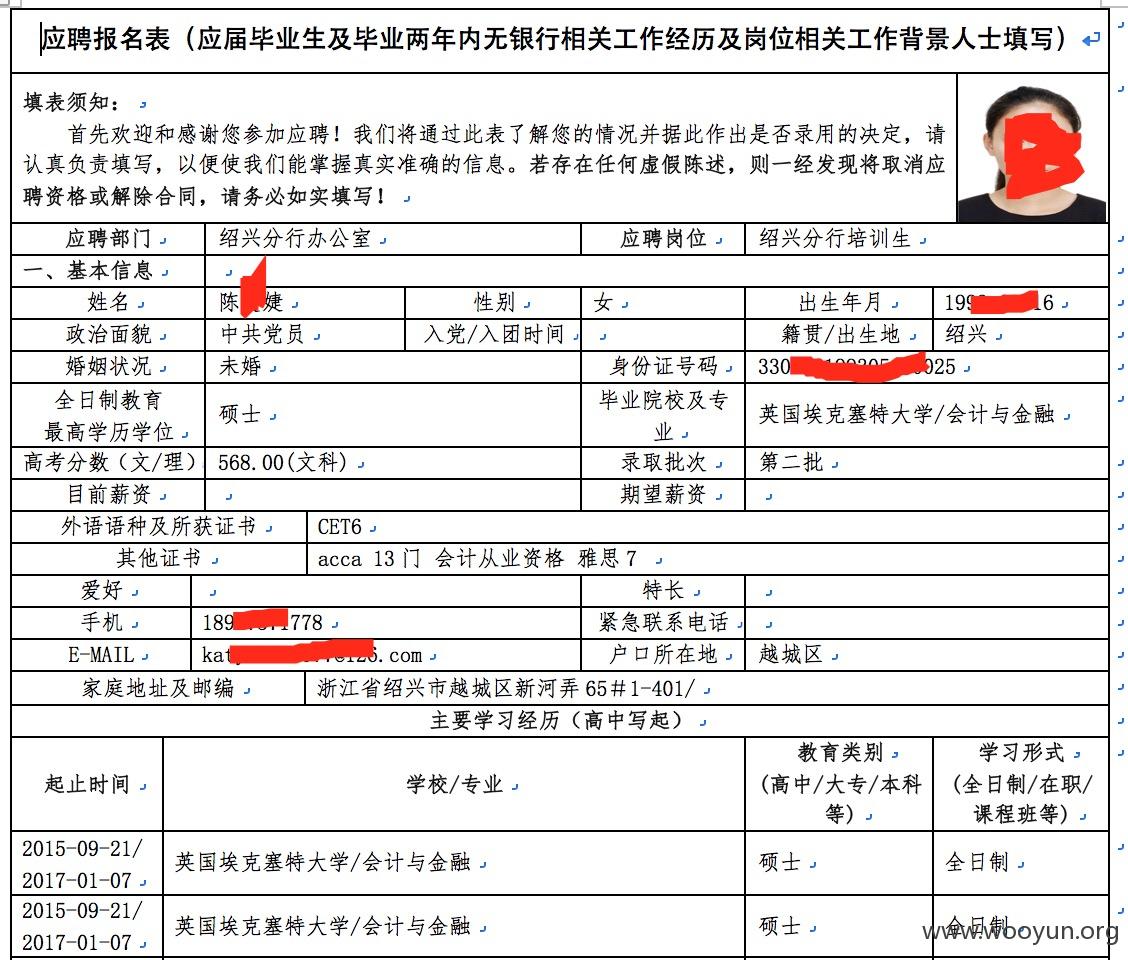 应聘报名表（应届毕业生及毕业两年内无银行相关工作经历及岗位相关工作背景人士填写）
填表须知：
首先欢迎和感谢您参加应聘！我们将通过此表了解您的情况并据此作出是否录用的决定，请
认真负责填写，以便使我们能掌握真实准确的信息。若存在任何虚假陈述，则一经发现将取消应
聘资格或解除合同，请务必如实填写！
应聘部门 绍兴分行办公室 应聘岗位 绍兴分行培训生
一、基本信息
姓名 陈 婕 性别 女 出生年月
政治面貌 中共党员 入党/入团时间 籍贯/出生地 绍兴
婚姻状况 未婚 身份证号码
全日制教育
最高学历学位 硕士 毕业院校及专
业 英国埃克塞特大学/会计与金融
高考分数（文/理） 568.00(文科) 录取批次 第二批
目前薪资 期望薪资
外语语种及所获证书 CET6
其他证书 acca 13门 会计从业资格 雅思7
爱好 特长
手机 紧急联系电话
E-MAIL 户口所在地 越城区
家庭地址及邮编 浙江省绍兴市越城区新河弄65#1-401/
主要学习经历（高中写起）
起止时间 学校/专业 教育类别
(高中/大专/本科
等) 学习形式
(全日制/在职/
课程班等)
2015-09-21/
2017-01-07 英国埃克塞特大学/会计与金融 硕士 全日制
2015-09-21/
2017-01-07 英国埃克塞特大学/会计与金融 硕士 全日制
www.wooyun.org